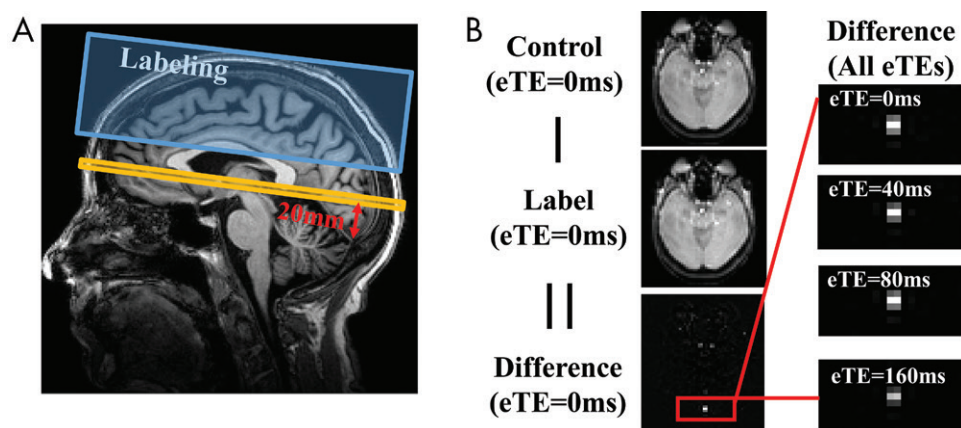 A
Labeling
20mm
B
Control
(eTE=0ms)
Label
(eTE=0ms)
Difference
(eTE=0ms)
Difference
(All eTEs)
eTE=0ms
eTE=40ms
eTE=80ms
eTE=160ms